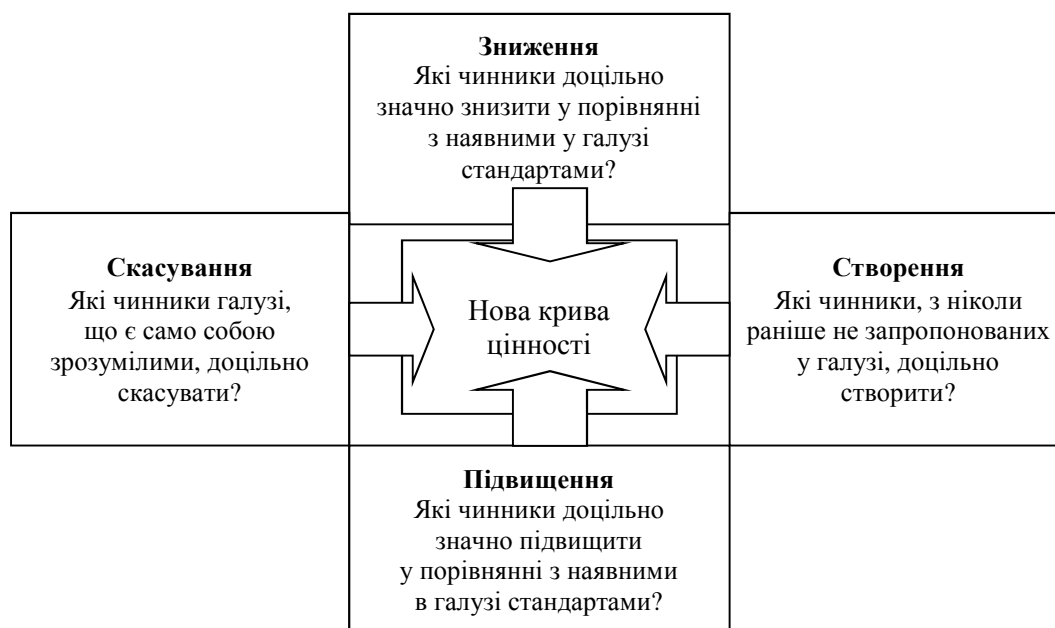 Зниження
Які чинники доцільно
значно знизити у порівнянні
з наявними у галузі
стандартами?
Скасування
Які чинники галузі,
що є само собою
зрозумілими, доцільно
скасувати?
Нова крива
цінності
Створення
Які чинники, з ніколи
раніше не запропонованих
у галузі, доцільно
створити?
Підвищення
Які чинники доцільно
значно підвищити
у порівнянні з наявними
в галузі стандартами?